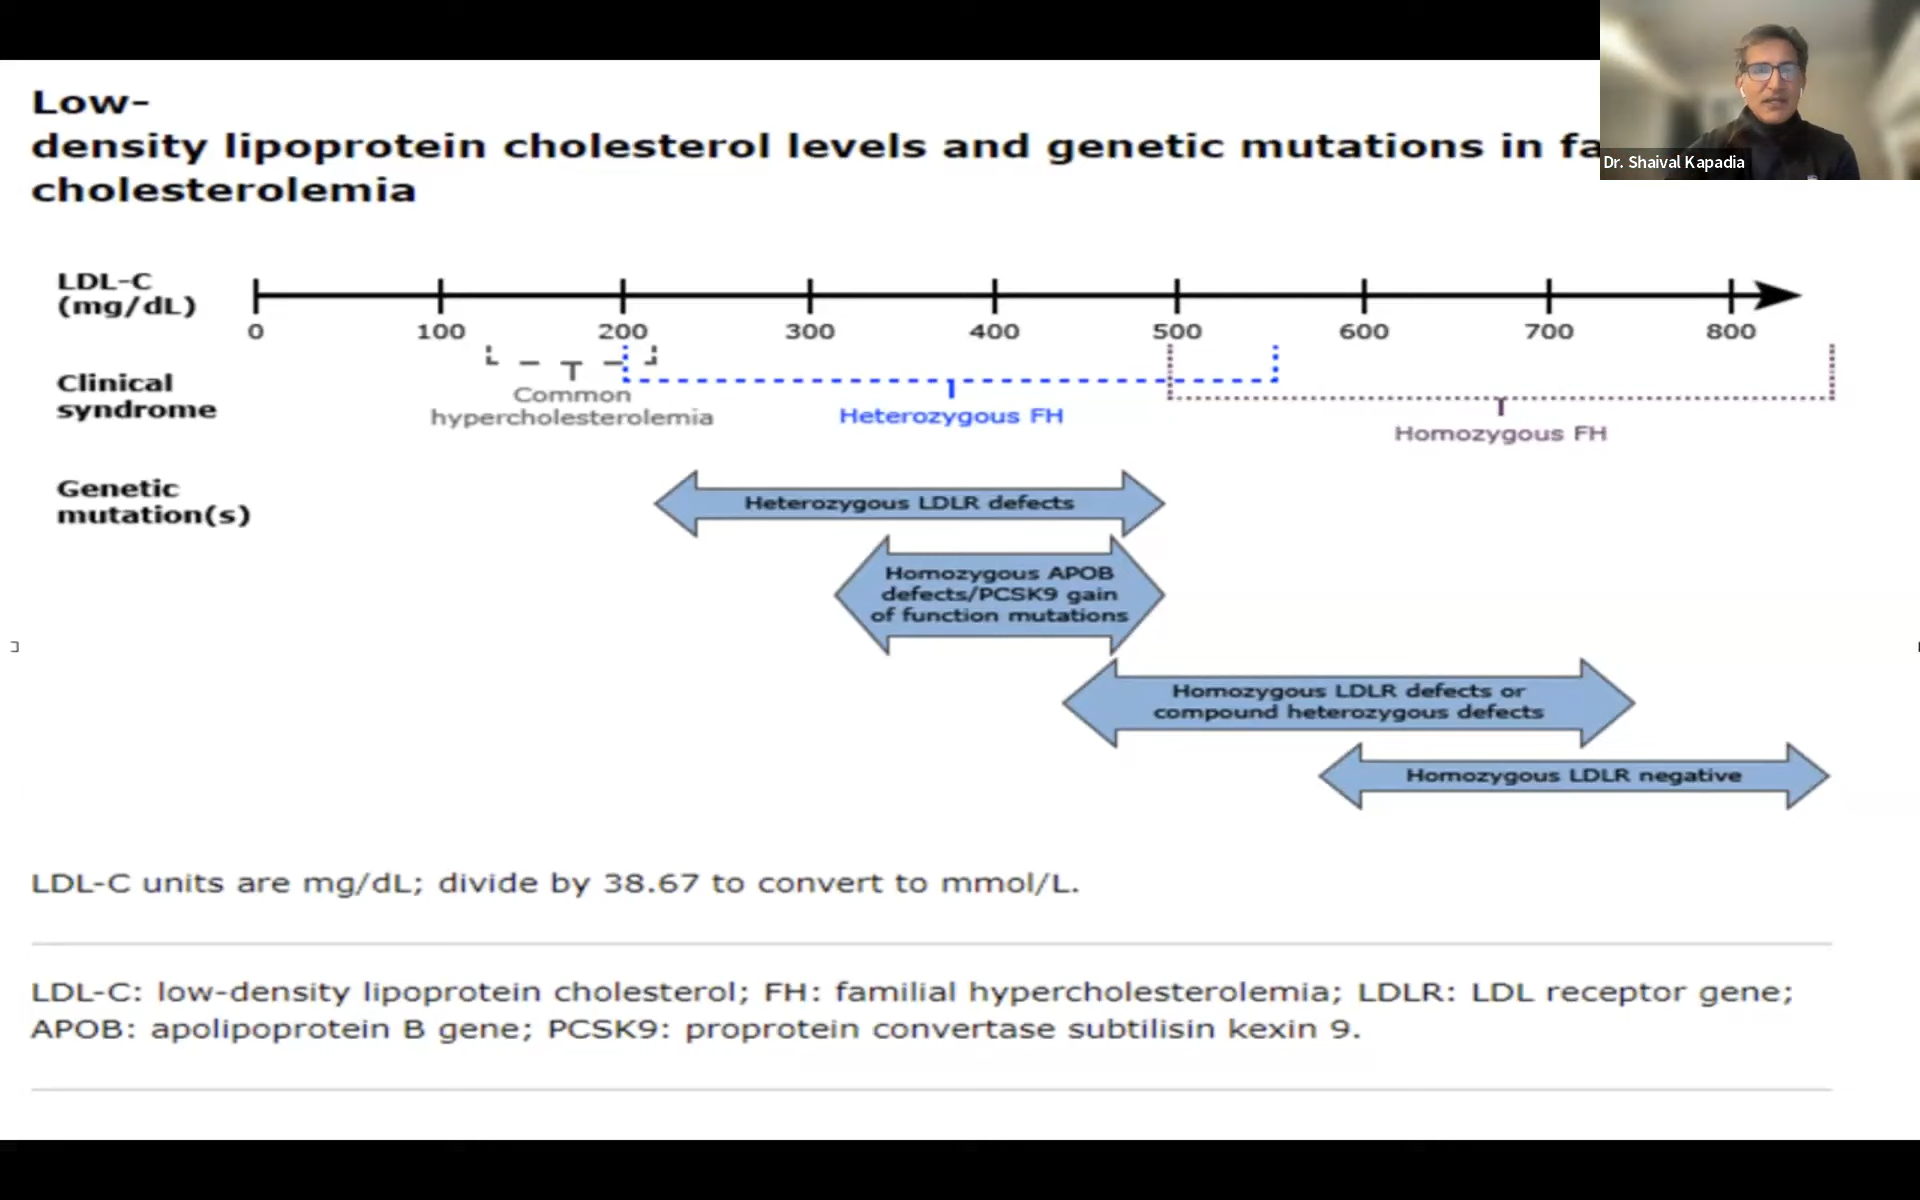 Low-
density lipoprotein cholesterol levels and genetic mutations in fa
cholesterolemia
Dr. Shaival Kapadia
LDL-C
(mg/dL)
0 100 200 300 400 500 600 700 800
Clinical
syndrome
Common
hypercholesterolemia
Heterozygous FH
Homozygous FH
Genetic
mutation(s)
Heterozygous LDLR defects
Homozygous APOB
defects/PCSK9 gain
of function mutations
Homozygous LDLR defects or
compound heterozygous defects
Homozygous LDLR negative
LDL-C units are mg/dL; divide by 38.67 to convert to mmol/L.
LDL-C: low-density lipoprotein cholesterol; FH: familial hypercholesterolemia; LDLR: LDL receptor gene;
APOB: apolipoprotein B gene; PCSK9: proprotein convertase subtilisin kexin 9.